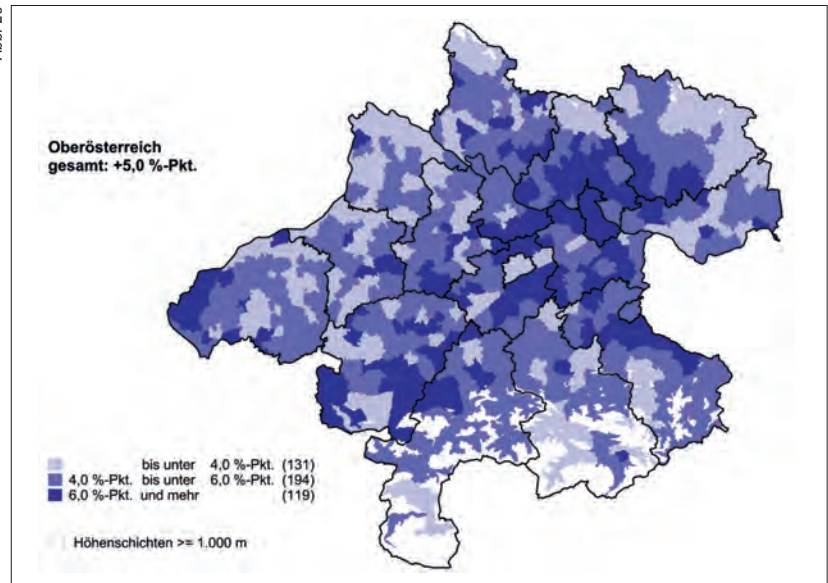 Oberösterreich
gesamt: +5,0 %-Pkt.
bis unter 4,0 %-Pkt. (131)
4,0 %-Pkt. bis unter 6,0 %-Pkt. (194)
6,0 %-Pkt. und mehr (119)
Höhenschichten >= 1.000 m